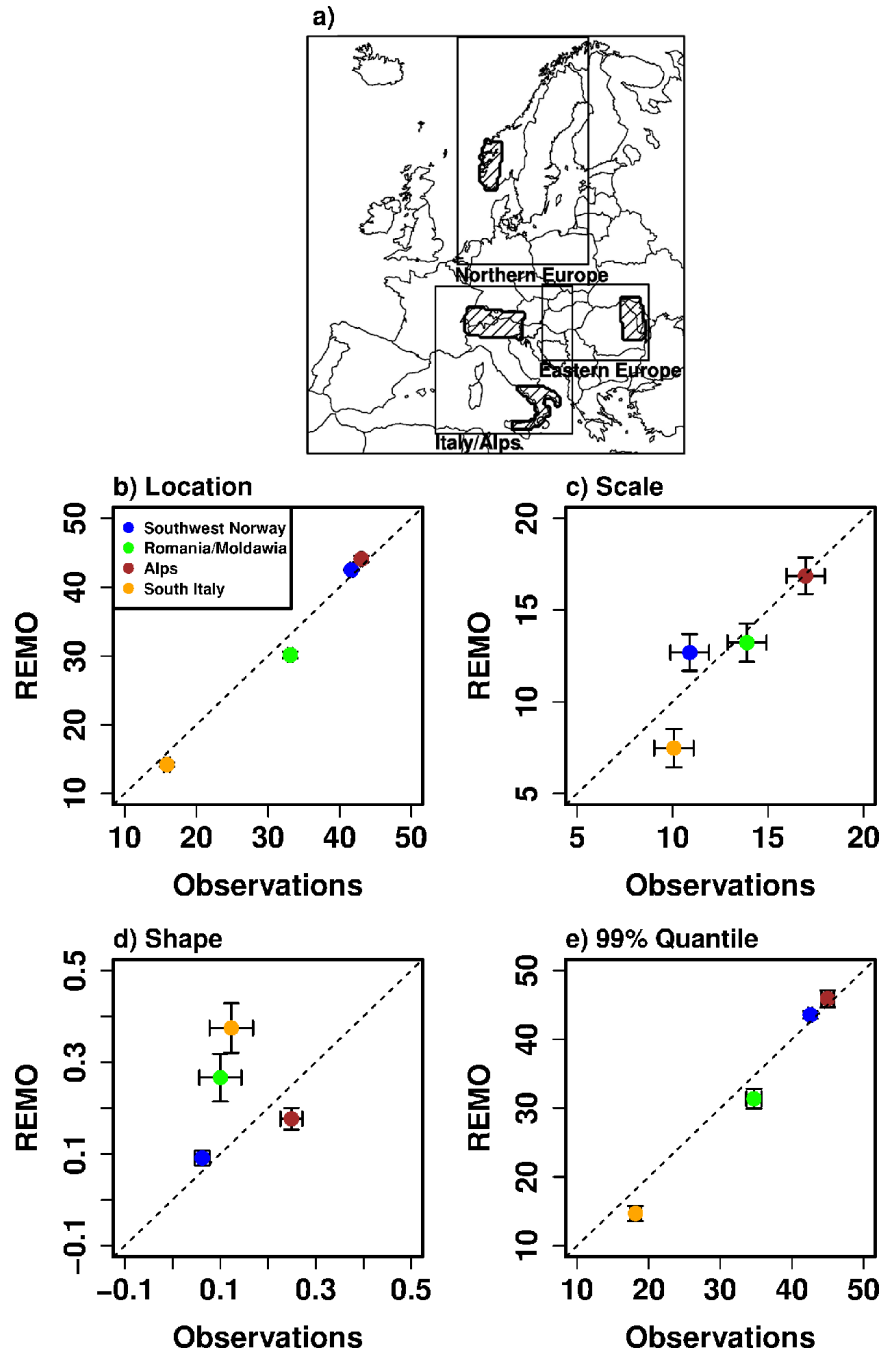 a)
Northern Europe
Eastern Europe
Italy/Alps
b) Location
Southwest Norway
Romania/Moldawia
Alps
South Italy
REMO
50
40
30
20
10
10 20 30 40 50
Observations
c) Scale
REMO
20
15
10
5
5 10 15 20
Observations
d) Shape
REMO
0.5
0.3
0.1
−0.1
−0.1 0.1 0.3 0.5
Observations
e) 99% Quantile
REMO
50
40
30
20
10
10 20 30 40 50
Observations